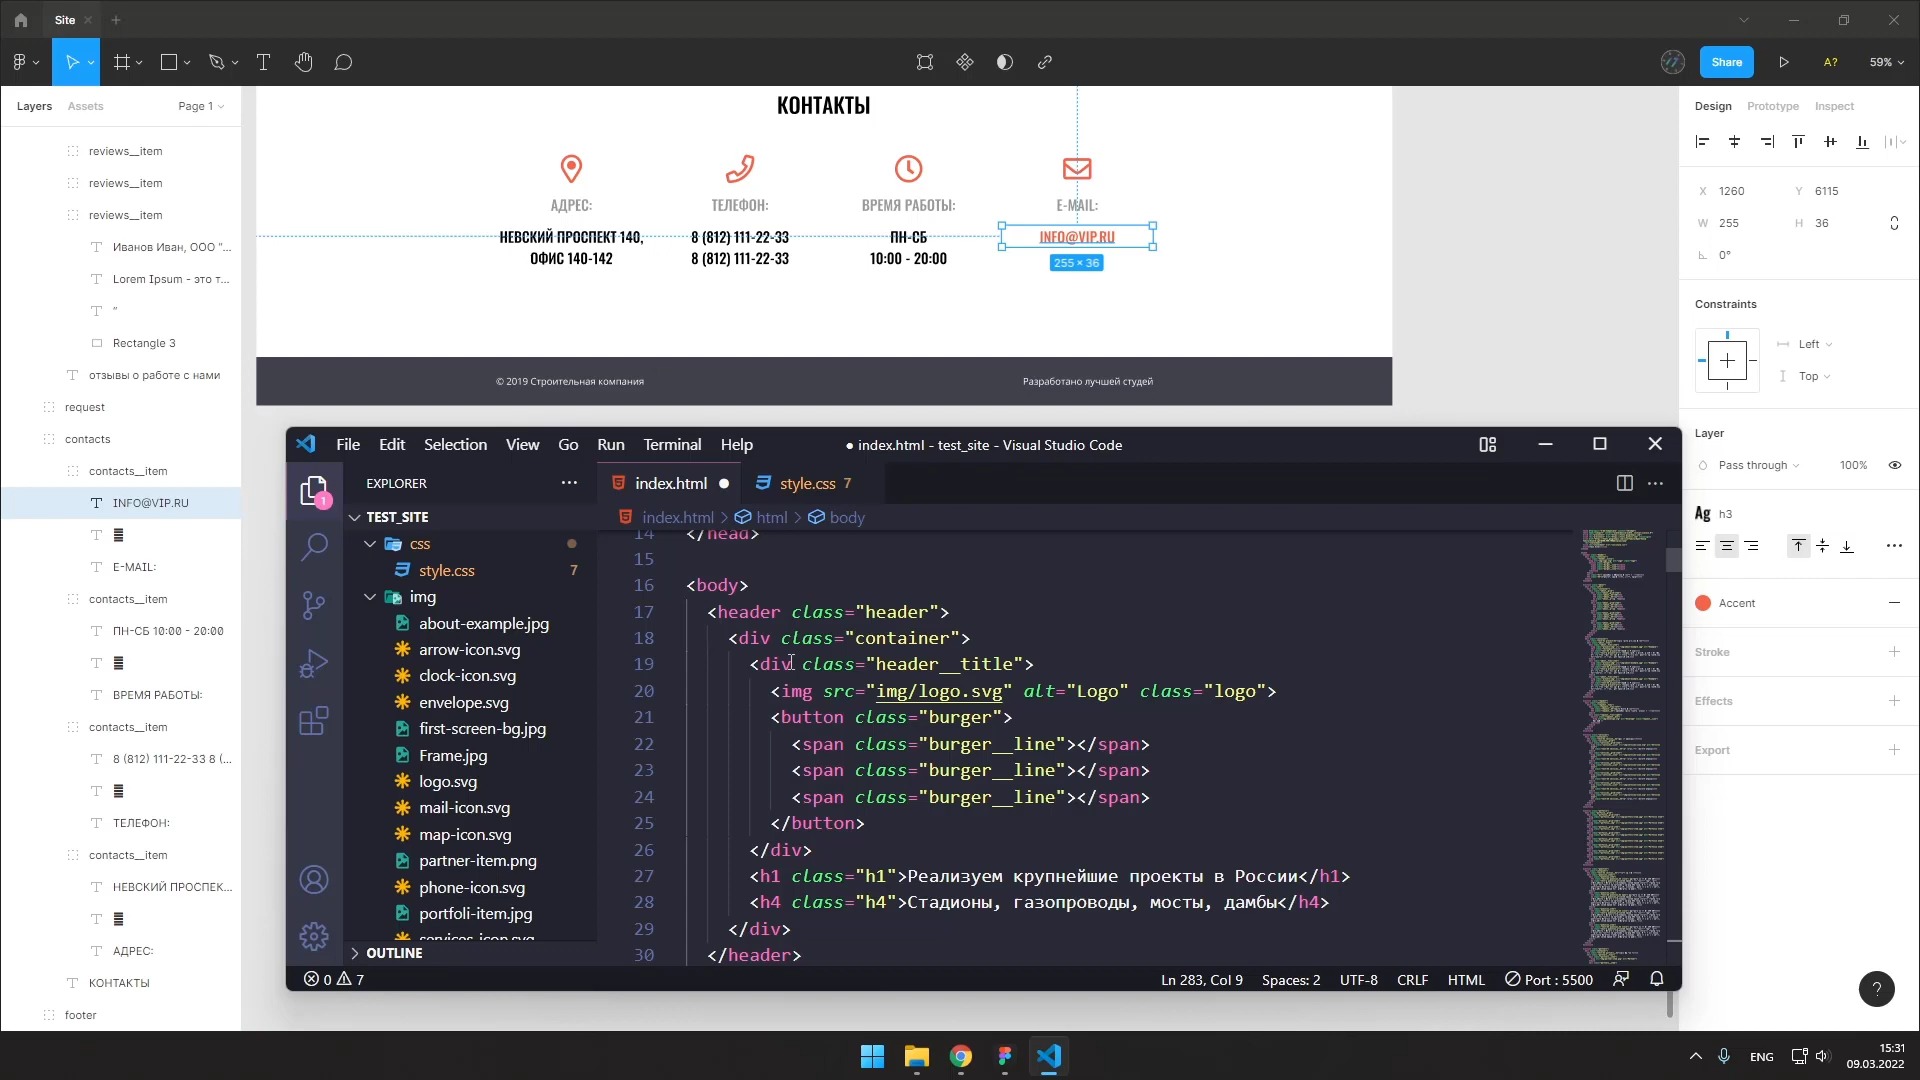 Site
Share
A?
59%
Layers
Assets
Page 1
reviews__item
reviews__item
reviews__item
Иванов Иван, ООО "...
Lorem Ipsum - это т...
"
Rectangle 3
отзывы о работе с нами
request
contacts
contacts__item
INFO@VIP.RU
E-MAIL:
contacts__item
ПН-СБ 10:00 - 20:00
ВРЕМЯ РАБОТЫ:
contacts__item
8 (812) 111-22-33 8 (...
ТЕЛЕФОН:
contacts__item
НЕВСКИЙ ПРОСПЕК...
АДРЕС:
КОНТАКТЫ
footer
КОНТАКТЫ
АДРЕС:
НЕВСКИЙ ПРОСПЕКТ 140,
ОФИС 140-142
ТЕЛЕФОН:
8 (812) 111-22-33
8 (812) 111-22-33
ВРЕМЯ РАБОТЫ:
ПН-СБ
10:00 - 20:00
E-MAIL:
INFO@VIP.RU
255 × 36
© 2019 Строительная компания
Разработано лучшей студей
File Edit Selection View Go Run Terminal Help
● index.html - test_site - Visual Studio Code
1
EXPLORER
TEST_SITE
css
style.css 7
img
about-example.jpg
arrow-icon.svg
clock-icon.svg
envelope.svg
first-screen-bg.jpg
Frame.jpg
logo.svg
mail-icon.svg
map-icon.svg
partner-item.png
phone-icon.svg
portfoli-item.jpg
services-icon.svg
OUTLINE
index.html
style.css 7
index.html > html > body
14 </head>
15
16 <body>
17 <header class="header">
18 <div class="container">
19 <div class="header__title">
20 <img src="img/logo.svg" alt="Logo" class="logo">
21 <button class="burger">
22 <span class="burger__line"></span>
23 <span class="burger__line"></span>
24 <span class="burger__line"></span>
25 </button>
26 </div>
27 <h1 class="h1">Реализуем крупнейшие проекты в России</h1>
28 <h4 class="h4">Стадионы, газопроводы, мосты, дамбы</h4>
29 </div>
30 </header>
0 7
Ln 283, Col 9 Spaces: 2 UTF-8 CRLF HTML Port : 5500
Design
Prototype
Inspect
X 1260 Y 6115
W 255 H 36
0°
Constraints
Left
Top
Layer
Pass through 100%
Ag h3
Accent
Stroke
Effects
Export
?
ENG
15:31
09.03.2022